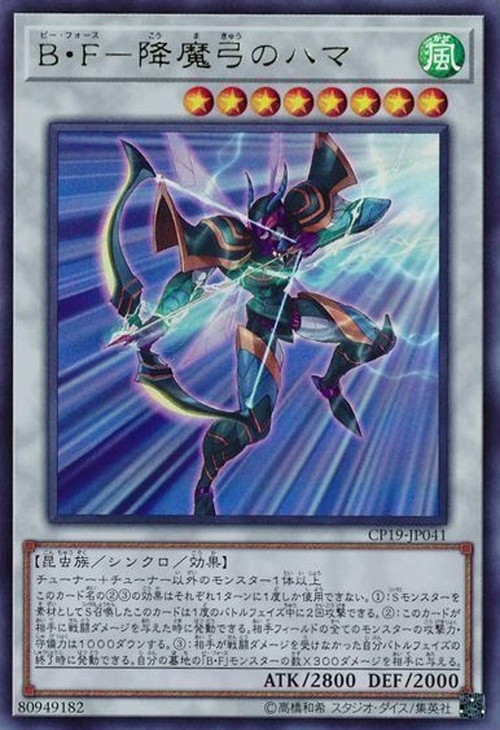 ビー・フォース こう ま きゅう
B・F－降魔弓のハマ
かぜ
風
CP19-JP041
【昆虫族／シンクロ／効果】
チューナー＋チューナー以外のモンスター1体以上
このカード名の②③の効果はそれぞれ1ターンに1度しか使用できない。①：Sモンスターを
素材としてS召喚したこのカードは1度のバトルフェイズ中に2回攻撃できる。②：このカードが
相手に戦闘ダメージを与えた時に発動できる。相手フィールドの全てのモンスターの攻撃力・
守備力は1000ダウンする。③：相手が戦闘ダメージを受けなかった自分バトルフェイズの
終了時に発動できる。自分の墓地の「B・F」モンスターの数×300ダメージを相手に与える。
ATK/2800 DEF/2000
80949182 ©高橋和希 スタジオ・ダイス/集英社